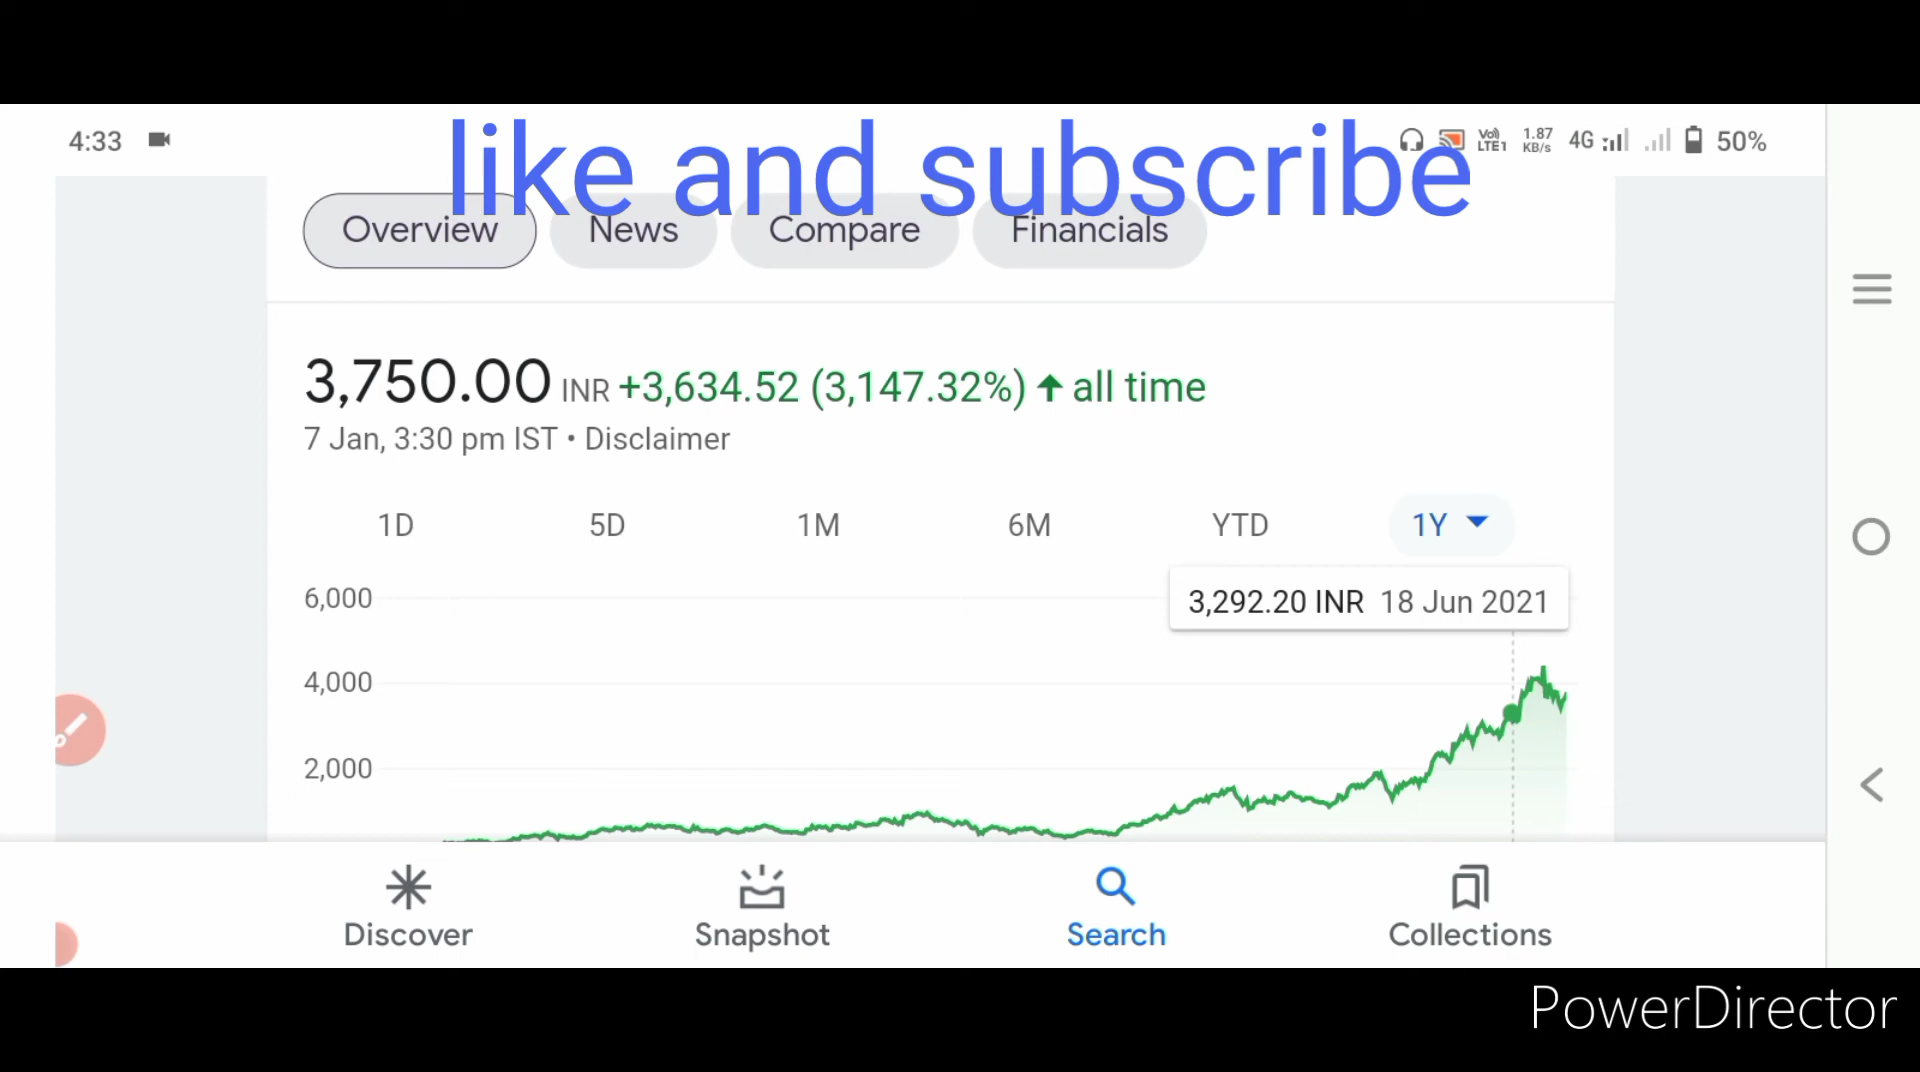 like and subscribe
4:33
Vo) LTE1 1.87 KB/s 4G 50%
Overview News Compare Financials
3,750.00 INR +3,634.52 (3,147.32%) ↑ all time
7 Jan, 3:30 pm IST • Disclaimer
1D 5D 1M 6M YTD 1Y
3,292.20 INR 18 Jun 2021
6,000
4,000
2,000
Discover Snapshot Search Collections
PowerDirector